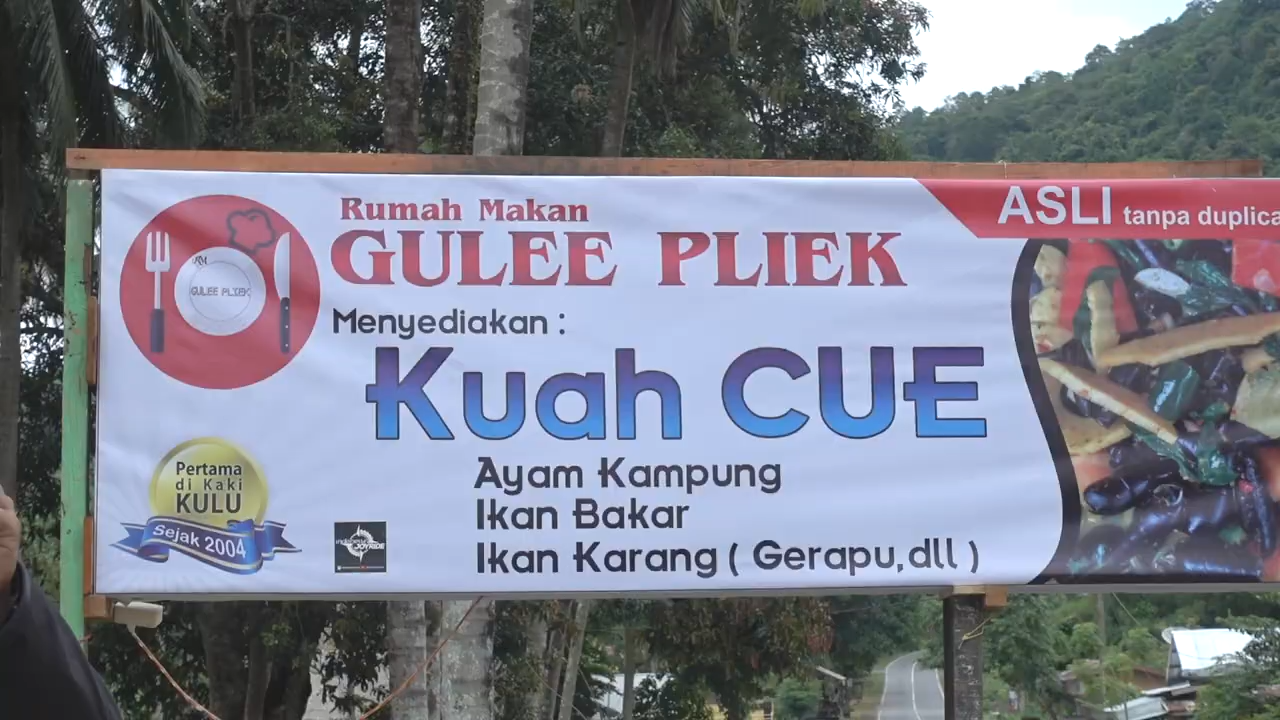 Rumah Makan
GULEE PLIEK
ASLI tanpa duplica
GULEE PLIEK
Menyediakan :
Kuah CUE
Ayam Kampung
Ikan Bakar
Ikan Karang ( Gerapu,dll )
Pertama
di Kaki
KULU
Sejak 2004
JOYRIDE